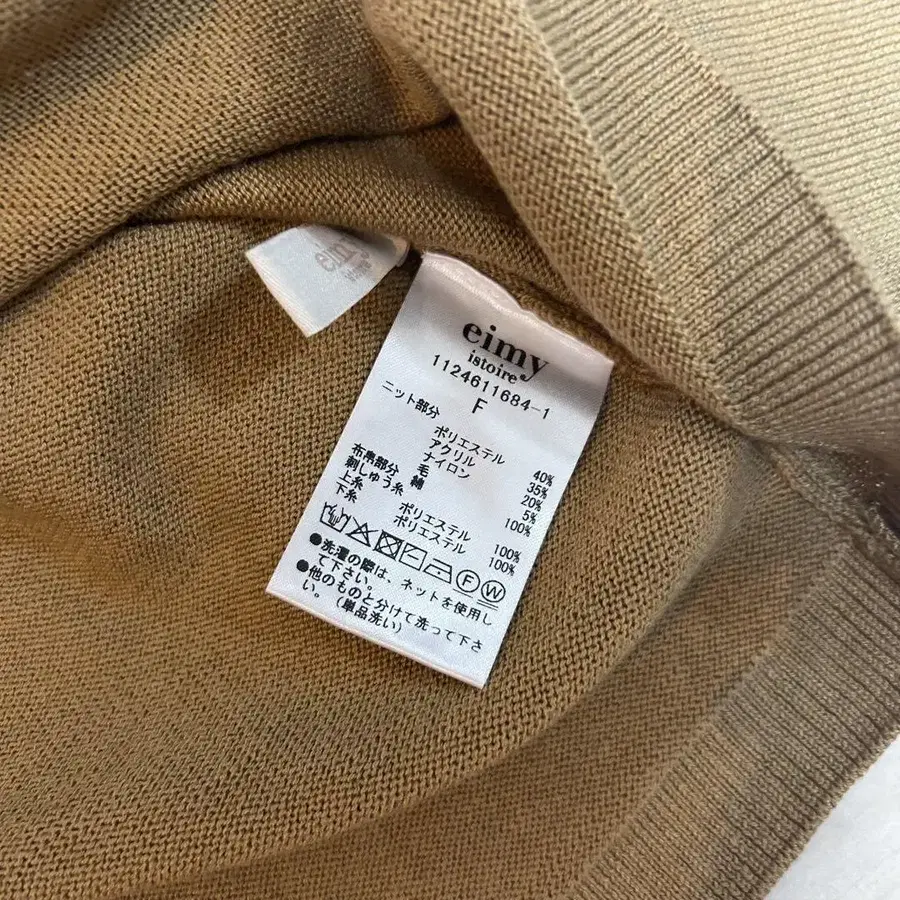 eimy
eimy
istoire
1124611684-1
F
ニット部分
ポリエステル 40%
アクリル 35%
ナイロン 20%
毛 5%
布帛部分 綿 100%
刺しゅう糸
上糸 ポリエステル 100%
下糸 ポリエステル 100%
F W
●洗濯の際は、ネットを使用し
て下さい。
●他のものと分けて洗って下さ
い。(単品洗い)